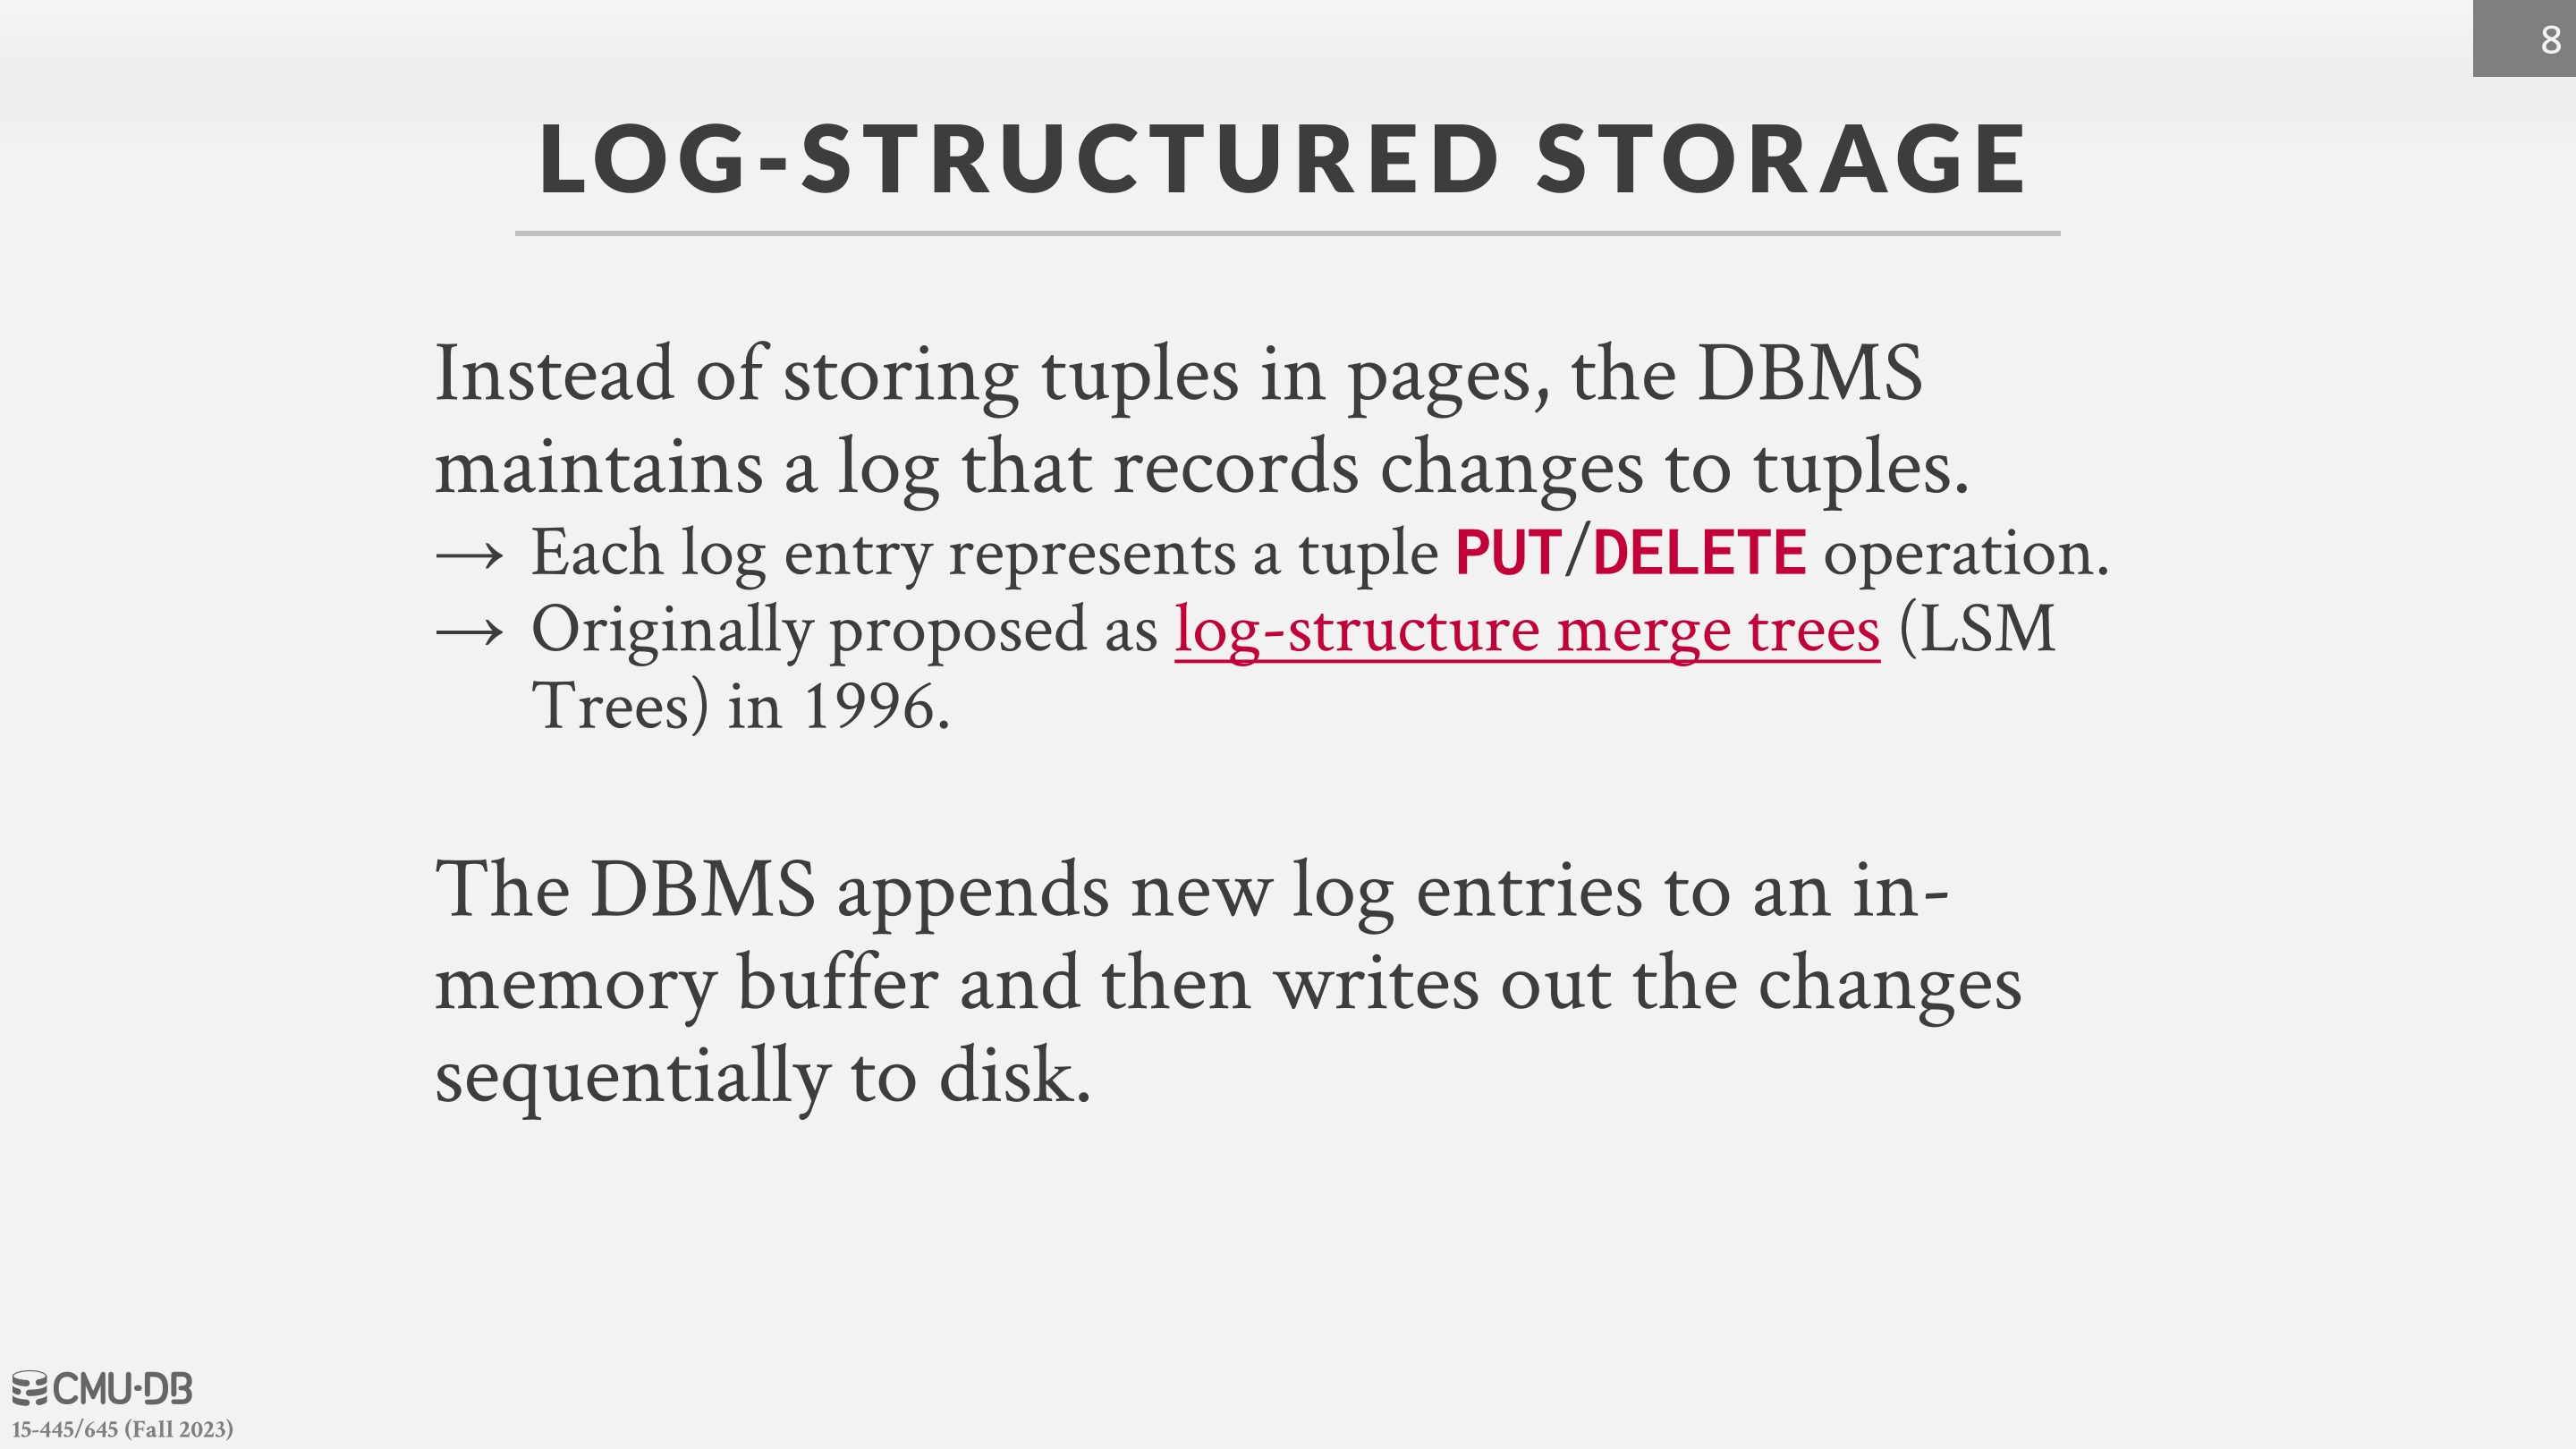 8
LOG-STRUCTURED STORAGE
Instead of storing tuples in pages, the DBMS
maintains a log that records changes to tuples.
→ Each log entry represents a tuple PUT/DELETE operation.
→ Originally proposed as log-structure merge trees (LSM
Trees) in 1996.
The DBMS appends new log entries to an in-
memory buffer and then writes out the changes
sequentially to disk.
CMU·DB
15-445/645 (Fall 2023)